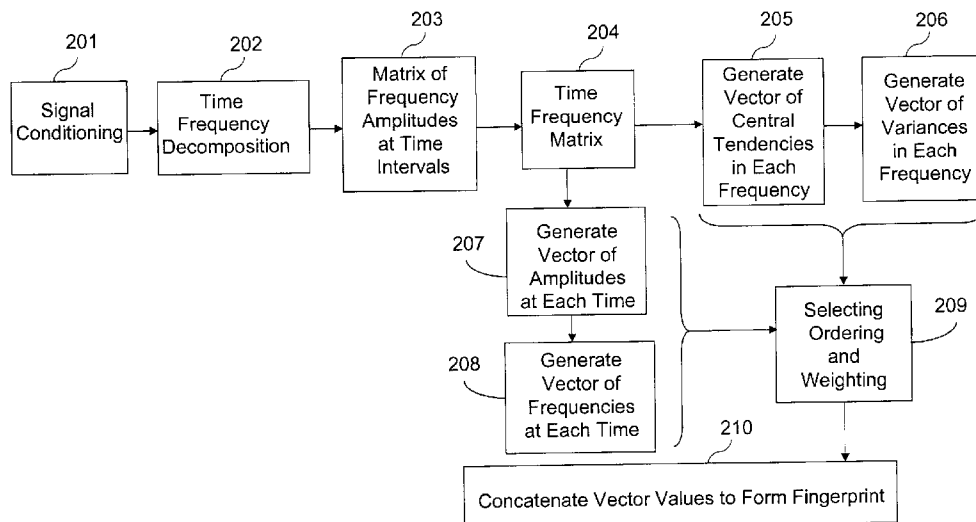 201
Signal
Conditioning
202
Time
Frequency
Decomposition
203
Matrix of
Frequency
Amplitudes
at Time
Intervals
204
Time
Frequency
Matrix
205
Generate
Vector of
Central
Tendencies
in Each
Frequency
206
Generate
Vector of
Variances
in Each
Frequency
207
Generate
Vector of
Amplitudes
at Each Time
208
Generate
Vector of
Frequencies
at Each Time
Selecting
Ordering
and
Weighting
209
210
Concatenate Vector Values to Form Fingerprint